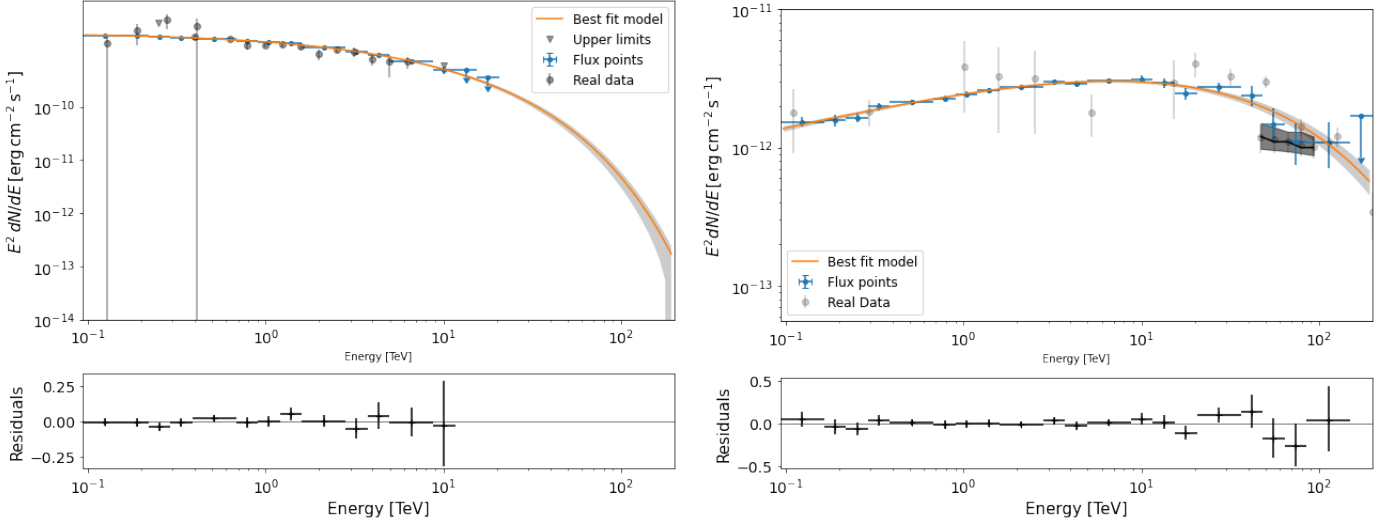 Best fit model
Upper limits
Flux points
Real data
E² dN/dE [erg cm⁻² s⁻¹]
10⁻¹⁰
10⁻¹¹
10⁻¹²
10⁻¹³
10⁻¹⁴
10⁻¹
10⁰
10¹
10²
Energy [TeV]
Residuals
0.25
0.00
−0.25
10⁻¹
10⁰
10¹
10²
Energy [TeV]
10⁻¹¹
10⁻¹²
10⁻¹³
E²dN/dE [erg cm⁻² s⁻¹]
Best fit model
Flux points
Real Data
10⁻¹
10⁰
10¹
10²
Energy [TeV]
Residuals
0.5
0.0
−0.5
10⁻¹
10⁰
10¹
10²
Energy [TeV]